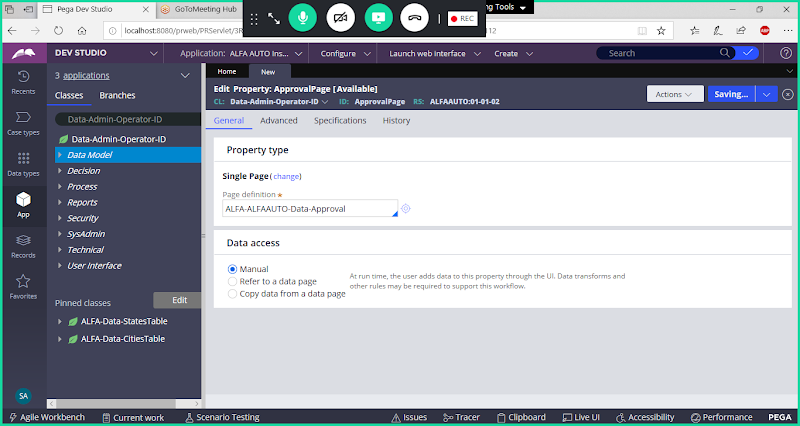 Pega Dev Studio
GoToMeeting Hub
ng Tools
REC
localhost:8080/prweb/PRServlet/3R
112
ABP
DEV STUDIO
Application: ALFA AUTO Ins...
Configure
Launch web interface
Create
Search
Recents
Case types
Data types
App
Records
Favorites
SA
3 applications
Classes
Branches
Data-Admin-Operator-ID
Data-Admin-Operator-ID
Data Model
Decision
Process
Reports
Security
SysAdmin
Technical
User Interface
Pinned classes
Edit
ALFA-Data-StatesTable
ALFA-Data-CitiesTable
Home
New
Edit Property: ApprovalPage [Available]
CL: Data-Admin-Operator-ID ID: ApprovalPage RS: ALFAAUTO:01-01-02
Actions
Saving...
General
Advanced
Specifications
History
Property type
Single Page (change)
Page definition ★
ALFA-ALFAAUTO-Data-Approval
Data access
Manual
Refer to a data page
Copy data from a data page
At run time, the user adds data to this property through the UI. Data transforms and
other rules may be required to support this workflow.
Agile Workbench
Current work
Scenario Testing
Issues
Tracer
Clipboard
Live UI
Accessibility
Performance
PEGA